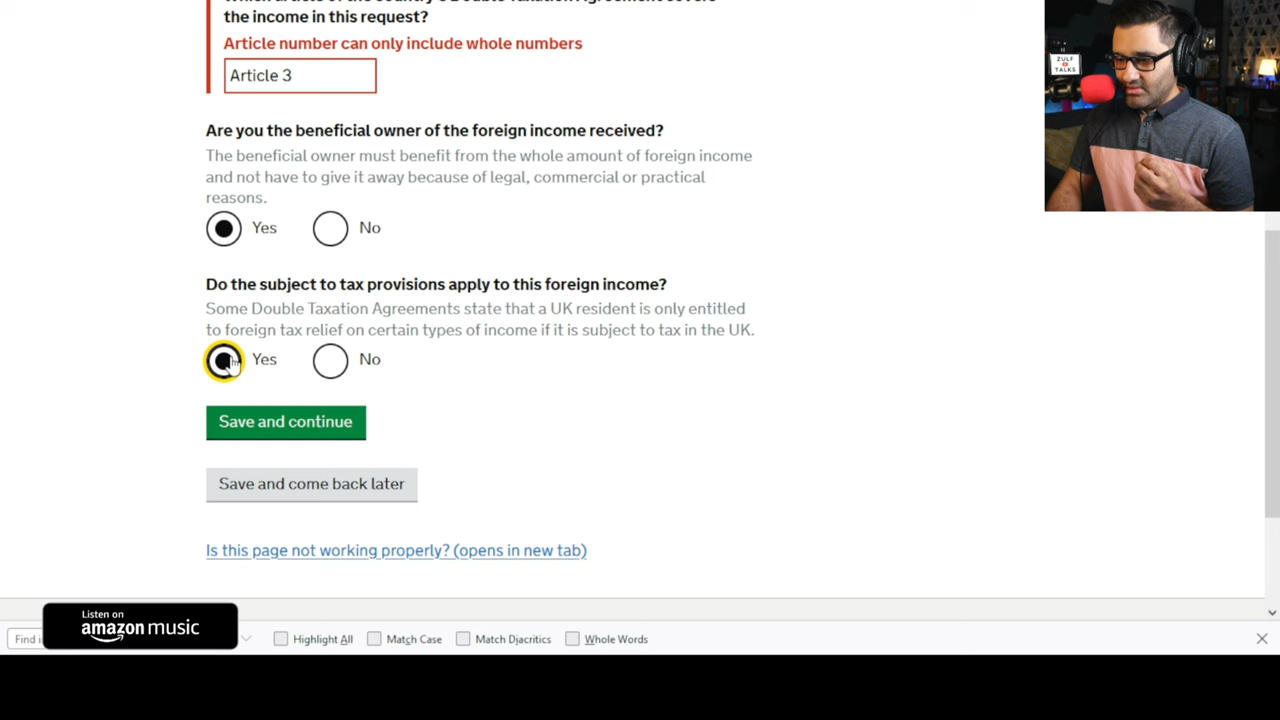 the income in this request?
Article number can only include whole numbers
Article 3
Are you the beneficial owner of the foreign income received?
The beneficial owner must benefit from the whole amount of foreign income
and not have to give it away because of legal, commercial or practical
reasons.
Yes No
Do the subject to tax provisions apply to this foreign income?
Some Double Taxation Agreements state that a UK resident is only entitled
to foreign tax relief on certain types of income if it is subject to tax in the UK.
Yes No
Save and continue
Save and come back later
Is this page not working properly? (opens in new tab)
ZULF
TALKS
Listen on
amazon music
Find
Highlight All Match Case Match Diacritics Whole Words